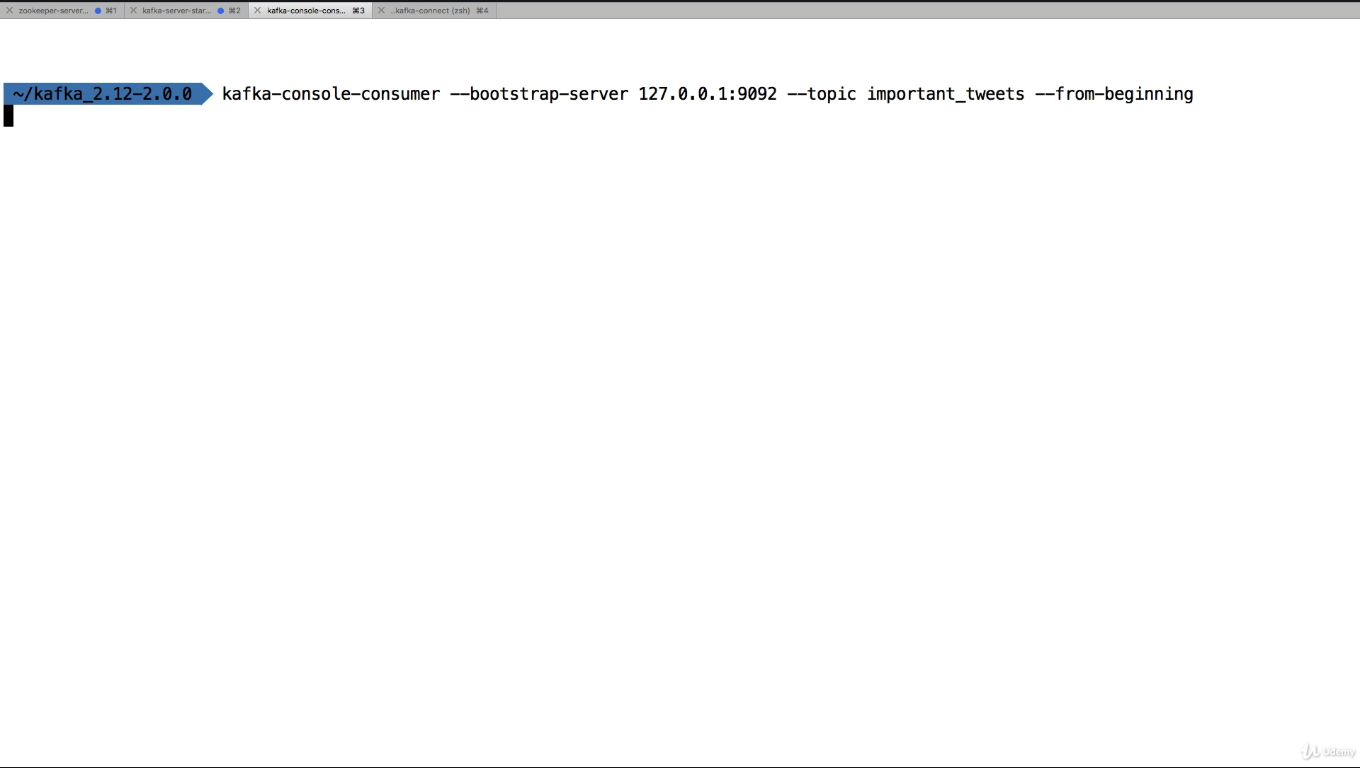 zookeeper-server... ⌘1 kafka-server-star... ⌘2 kafka-console-cons... ⌘3 ..kafka-connect (zsh) ⌘4
~/kafka_2.12-2.0.0 kafka-console-consumer --bootstrap-server 127.0.0.1:9092 --topic important_tweets --from-beginning
Udemy